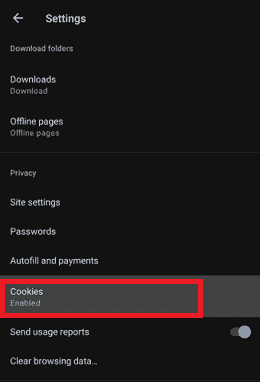 Settings
Download folders
Downloads
Download
Offline pages
Offline pages
Privacy
Site settings
Passwords
Autofill and payments
Cookies
Enabled
Send usage reports
Clear browsing data...